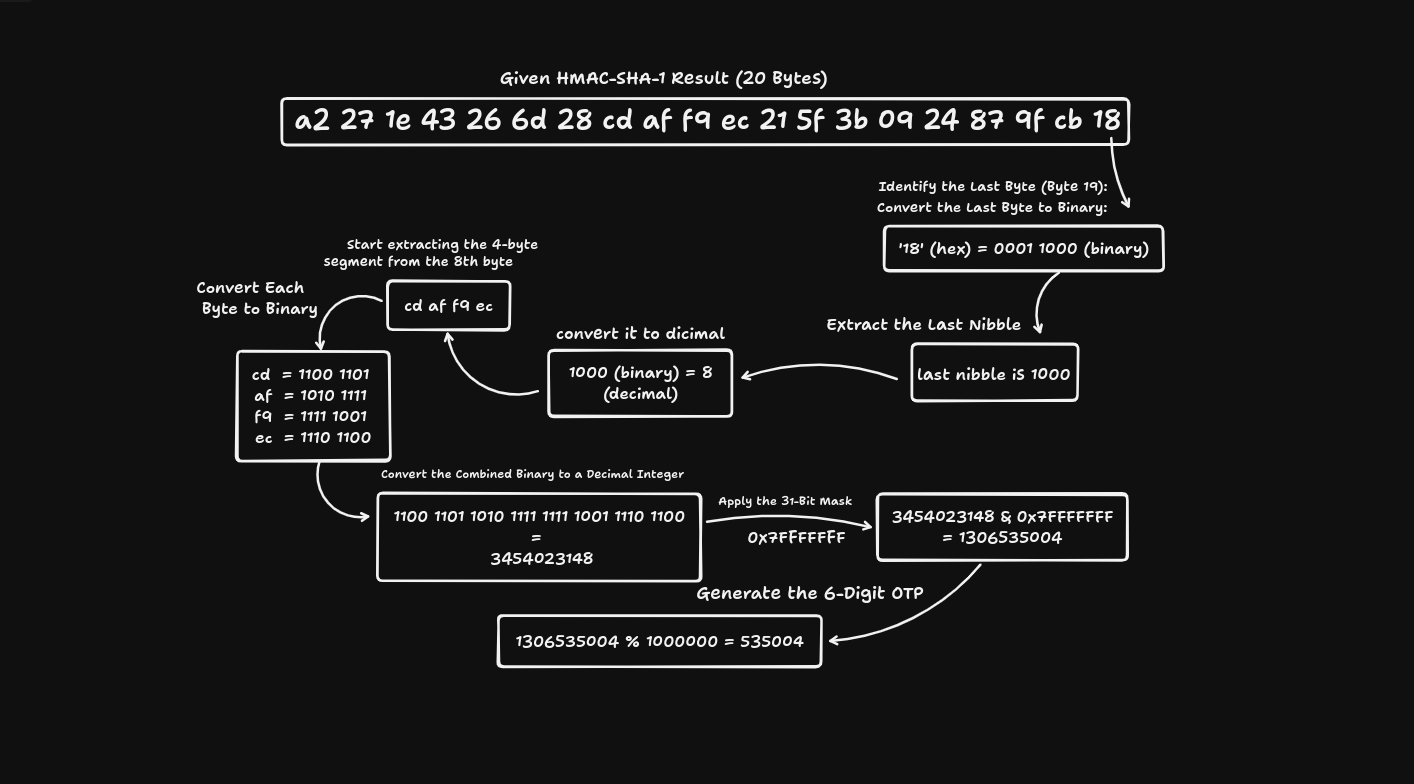 Given HMAC-SHA-1 Result (20 Bytes)
a2 27 1e 43 26 6d 28 cd af f9 ec 21 5f 3b 09 24 87 9f cb 18
Identify the Last Byte (Byte 19):
Convert the Last Byte to Binary:
'18' (hex) = 0001 1000 (binary)
Extract the Last Nibble
last nibble is 1000
convert it to dicimal
1000 (binary) = 8
(decimal)
Start extracting the 4-byte
segment from the 8th byte
cd af f9 ec
Convert Each
Byte to Binary
cd = 1100 1101
af = 1010 1111
f9 = 1111 1001
ec = 1110 1100
Convert the Combined Binary to a Decimal Integer
1100 1101 1010 1111 1111 1001 1110 1100
=
3454023148
Apply the 31-Bit Mask
0x7FFFFFFF
3454023148 & 0x7FFFFFFF
= 1306535004
Generate the 6-Digit OTP
1306535004 % 1000000 = 535004